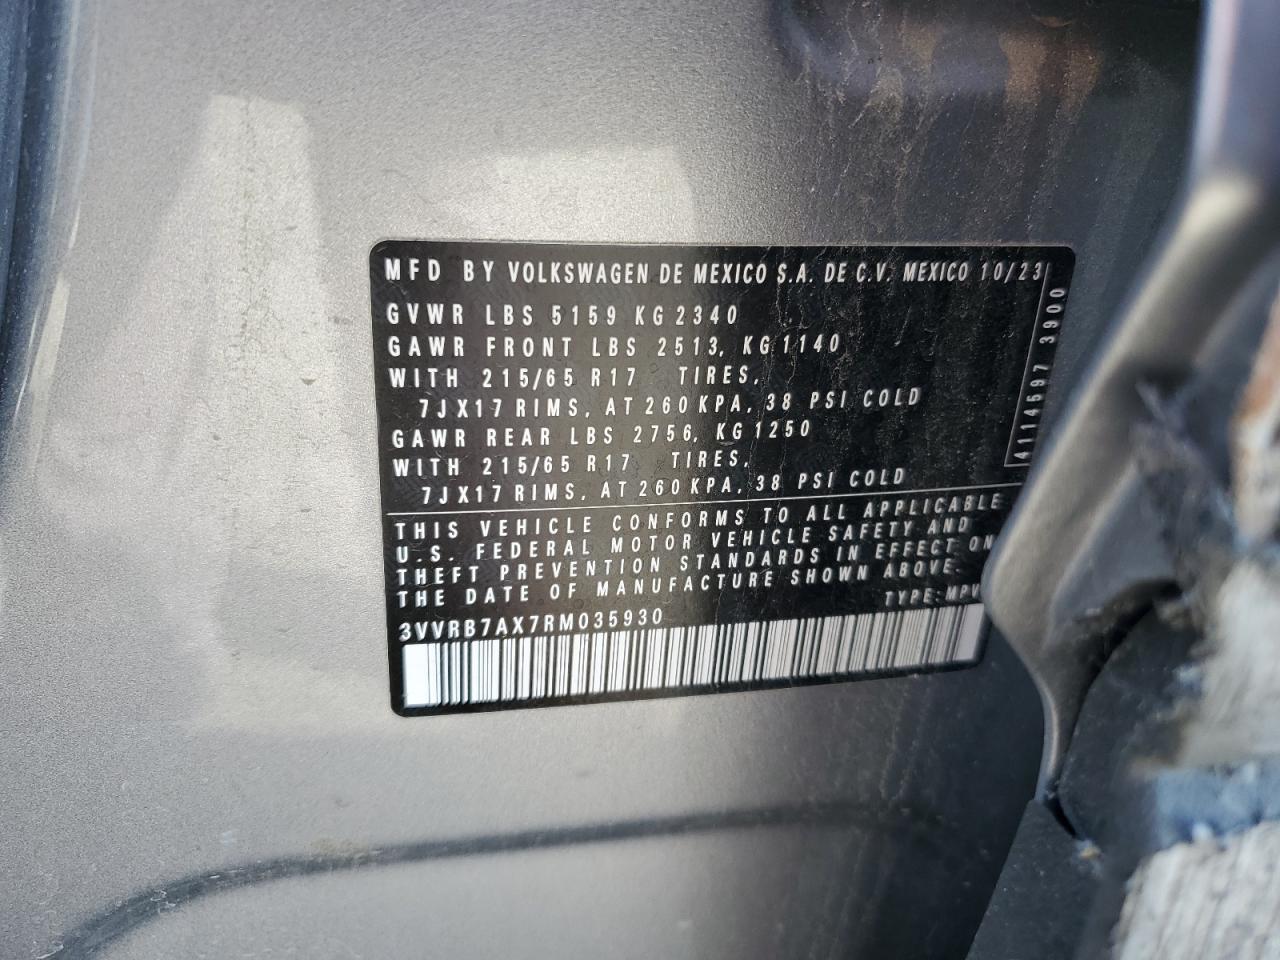 MFD BY VOLKSWAGEN DE MEXICO S.A. DE C.V. MEXICO 10/23
GVWR LBS 5159 KG 2340
GAWR FRONT LBS 2513, KG 1140
WITH 215/65 R17 TIRES,
7JX17 RIMS, AT 260 KPA, 38 PSI COLD
GAWR REAR LBS 2756, KG 1250
WITH 215/65 R17 TIRES,
7JX17 RIMS, AT 260 KPA, 38 PSI COLD
4114597 3900
THIS VEHICLE CONFORMS TO ALL APPLICABLE
U.S. FEDERAL MOTOR VEHICLE SAFETY AND
THEFT PREVENTION STANDARDS IN EFFECT ON
THE DATE OF MANUFACTURE SHOWN ABOVE.
TYPE: MPV
3VVRB7AX7RM035930